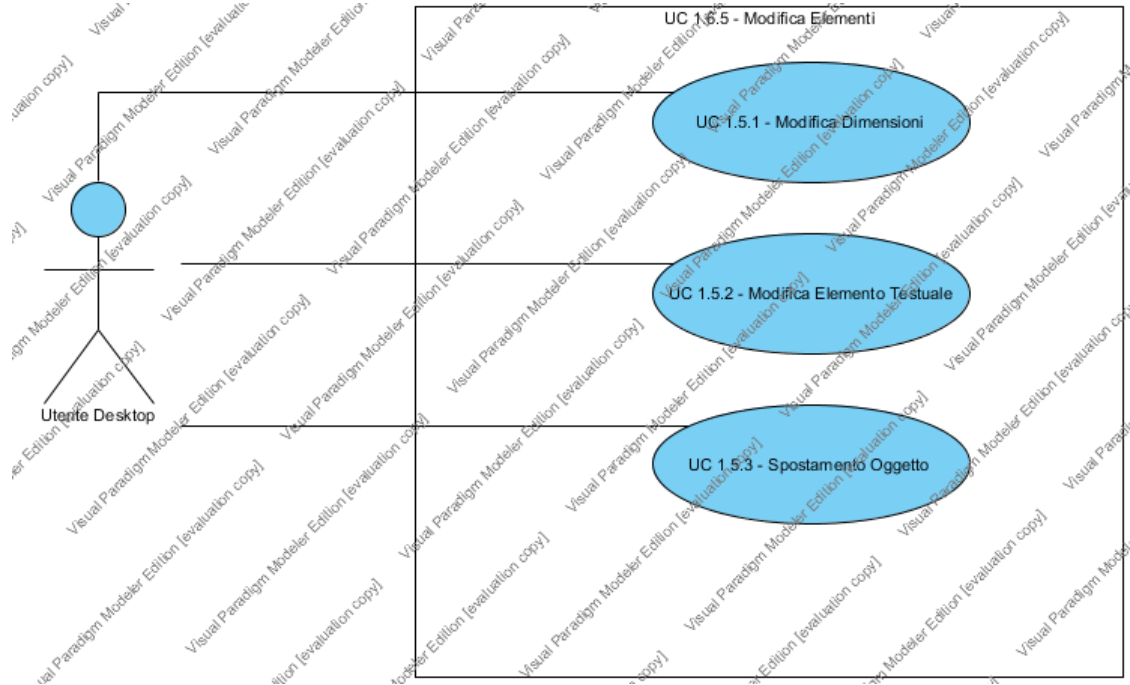 UC 1.6.5 - Modifica Elementi
UC 1.5.1 - Modifica Dimensioni
UC 1.5.2 - Modifica Elemento Testuale
Utente Desktop
UC 1.5.3 - Spostamento Oggetto
Visual Paradigm Modeler Edition [evaluation copy]